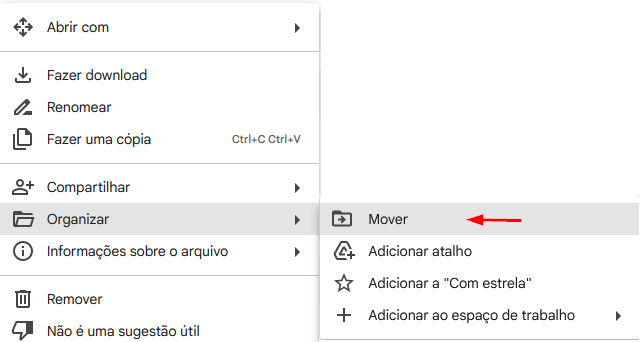 Abrir com
Fazer download
Renomear
Fazer uma cópia Ctrl+C Ctrl+V
Compartilhar
Organizar
Informações sobre o arquivo
Remover
Não é uma sugestão útil
Mover
Adicionar atalho
Adicionar a "Com estrela"
Adicionar ao espaço de trabalho